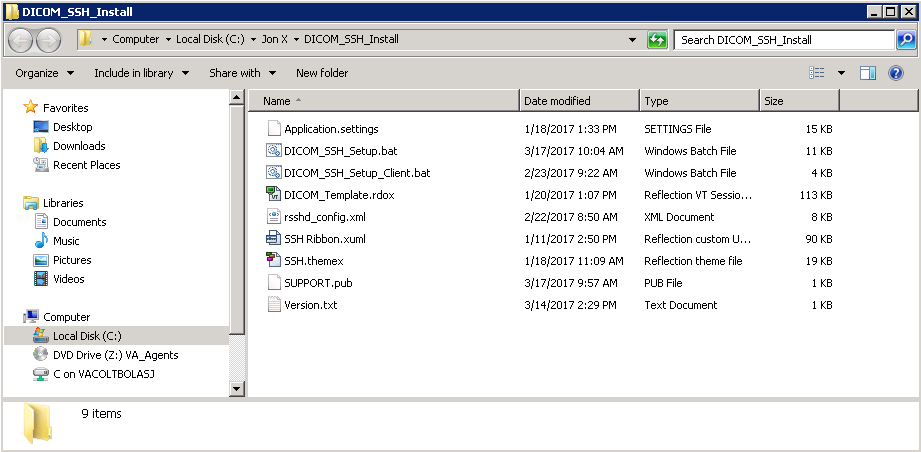 DICOM_SSH_Install
Computer Local Disk (C:) Jon X DICOM_SSH_Install Search DICOM_SSH_Install
Organize Include in library Share with New folder
Favorites
Desktop
Downloads
Recent Places
Libraries
Documents
Music
Pictures
Videos
Computer
Local Disk (C:)
DVD Drive (Z:) VA_Agents
C on VACOLTBOLASJ
Name Date modified Type Size
Application.settings 1/18/2017 1:33 PM SETTINGS File 15 KB
DICOM_SSH_Setup.bat 3/17/2017 10:04 AM Windows Batch File 11 KB
DICOM_SSH_Setup_Client.bat 2/23/2017 9:22 AM Windows Batch File 4 KB
DICOM_Template.rdox 1/20/2017 1:07 PM Reflection VT Sessio... 113 KB
rsshd_config.xml 2/22/2017 8:50 AM XML Document 8 KB
SSH Ribbon.xuml 1/11/2017 2:50 PM Reflection custom U... 90 KB
SSH.themex 1/18/2017 11:09 AM Reflection theme file 19 KB
SUPPORT.pub 3/17/2017 9:57 AM PUB File 1 KB
Version.txt 3/14/2017 2:29 PM Text Document 1 KB
9 items